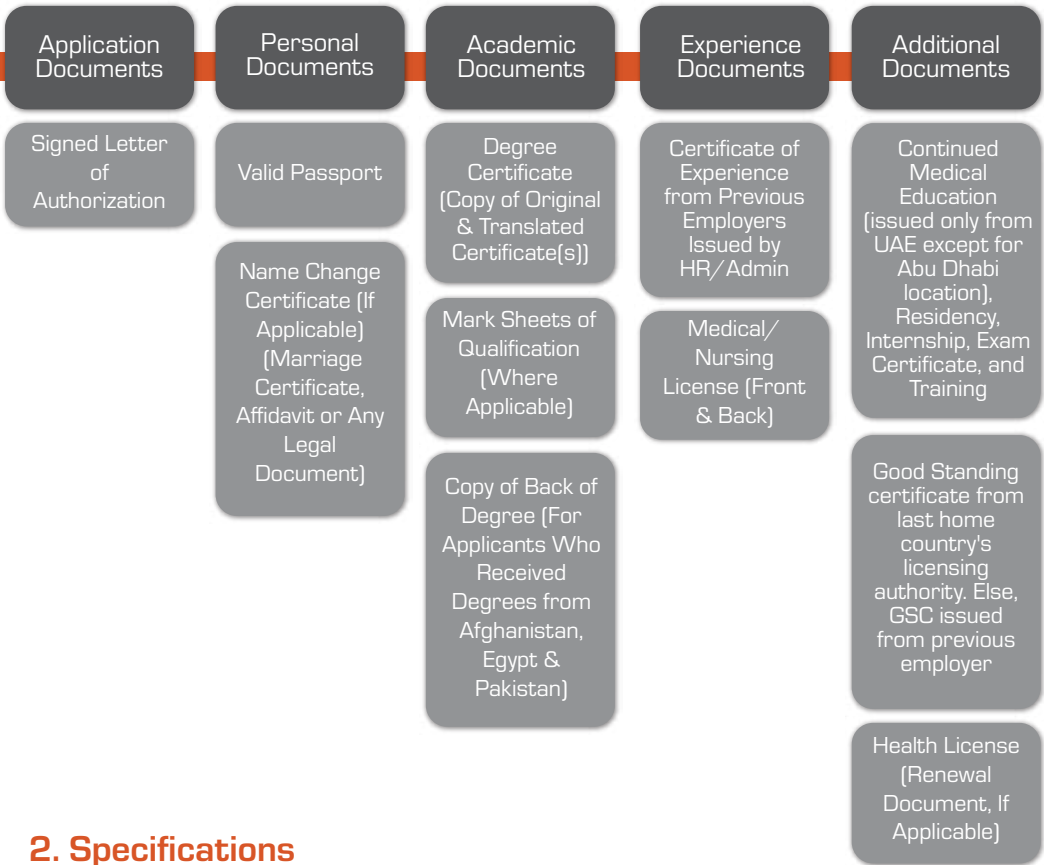 Application
Documents
Personal
Documents
Academic
Documents
Experience
Documents
Additional
Documents
Signed Letter
of
Authorization
Valid Passport
Name Change
Certificate (If
Applicable)
(Marriage
Certificate,
Affidavit or Any
Legal
Document)
Degree
Certificate
(Copy of Original
& Translated
Certificate(s))
Mark Sheets of
Qualification
(Where
Applicable)
Copy of Back of
Degree (For
Applicants Who
Received
Degrees from
Afghanistan,
Egypt &
Pakistan)
Certificate of
Experience
from Previous
Employers
Issued by
HR/Admin
Medical/
Nursing
License (Front
& Back)
Continued
Medical
Education
(issued only from
UAE except for
Abu Dhabi
location),
Residency,
Internship, Exam
Certificate, and
Training
Good Standing
certificate from
last home
country's
licensing
authority. Else,
GSC issued
from previous
employer
Health License
(Renewal
Document, If
Applicable)
2. Specifications